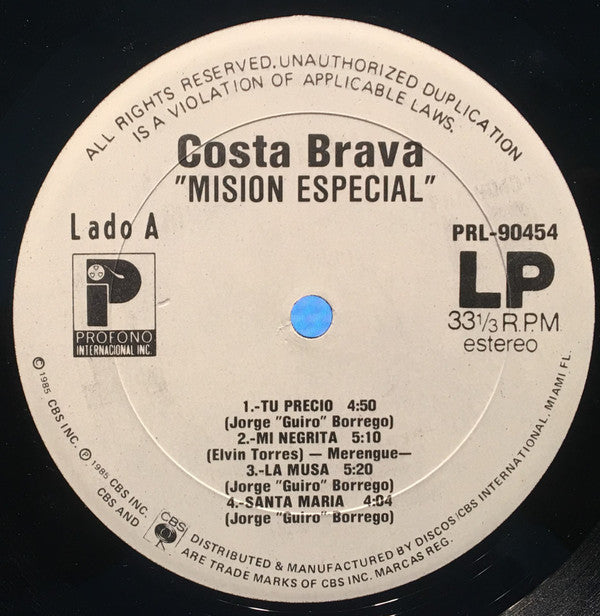 ALL RIGHTS RESERVED. UNAUTHORIZED DUPLICATION
IS A VIOLATION OF APPLICABLE LAWS.
Costa Brava
"MISION ESPECIAL"
Lado A
PRL-90454
LP
33 1/3 R.P.M.
estereo
P
PROFONO
INTERNACIONAL INC.
1.-TU PRECIO 4:50
(Jorge "Guiro" Borrego)
2.-MI NEGRITA 5:10
(Elvin Torres) — Merengue—
3.-LA MUSA 5:20
(Jorge "Guiro" Borrego)
4.-SANTA MARIA 4:04
(Jorge "Guiro" Borrego)
© 1985 CBS INC. ℗ 1985 CBS INC. DISTRIBUTED & MANUFACTURED BY DISCOS/CBS INTERNATIONAL. MIAMI, FL.
CBS AND CBS ARE TRADE MARKS OF CBS INC. MARCAS REG.